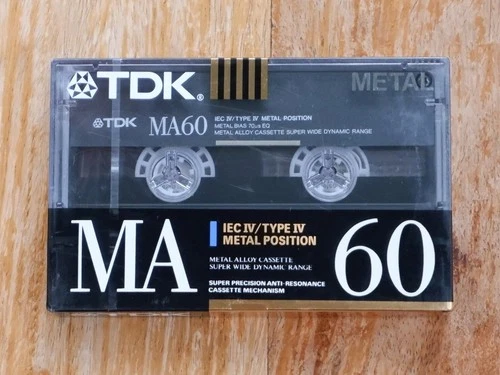 TDK®
METAL
TDK MA60 IEC IV/TYPE IV METAL POSITION
METAL BIAS 70μs EQ
METAL ALLOY CASSETTE SUPER WIDE DYNAMIC RANGE
MA
IEC IV/TYPE IV
METAL POSITION
METAL ALLOY CASSETTE
SUPER WIDE DYNAMIC RANGE
SUPER PRECISION ANTI-RESONANCE
CASSETTE MECHANISM
60